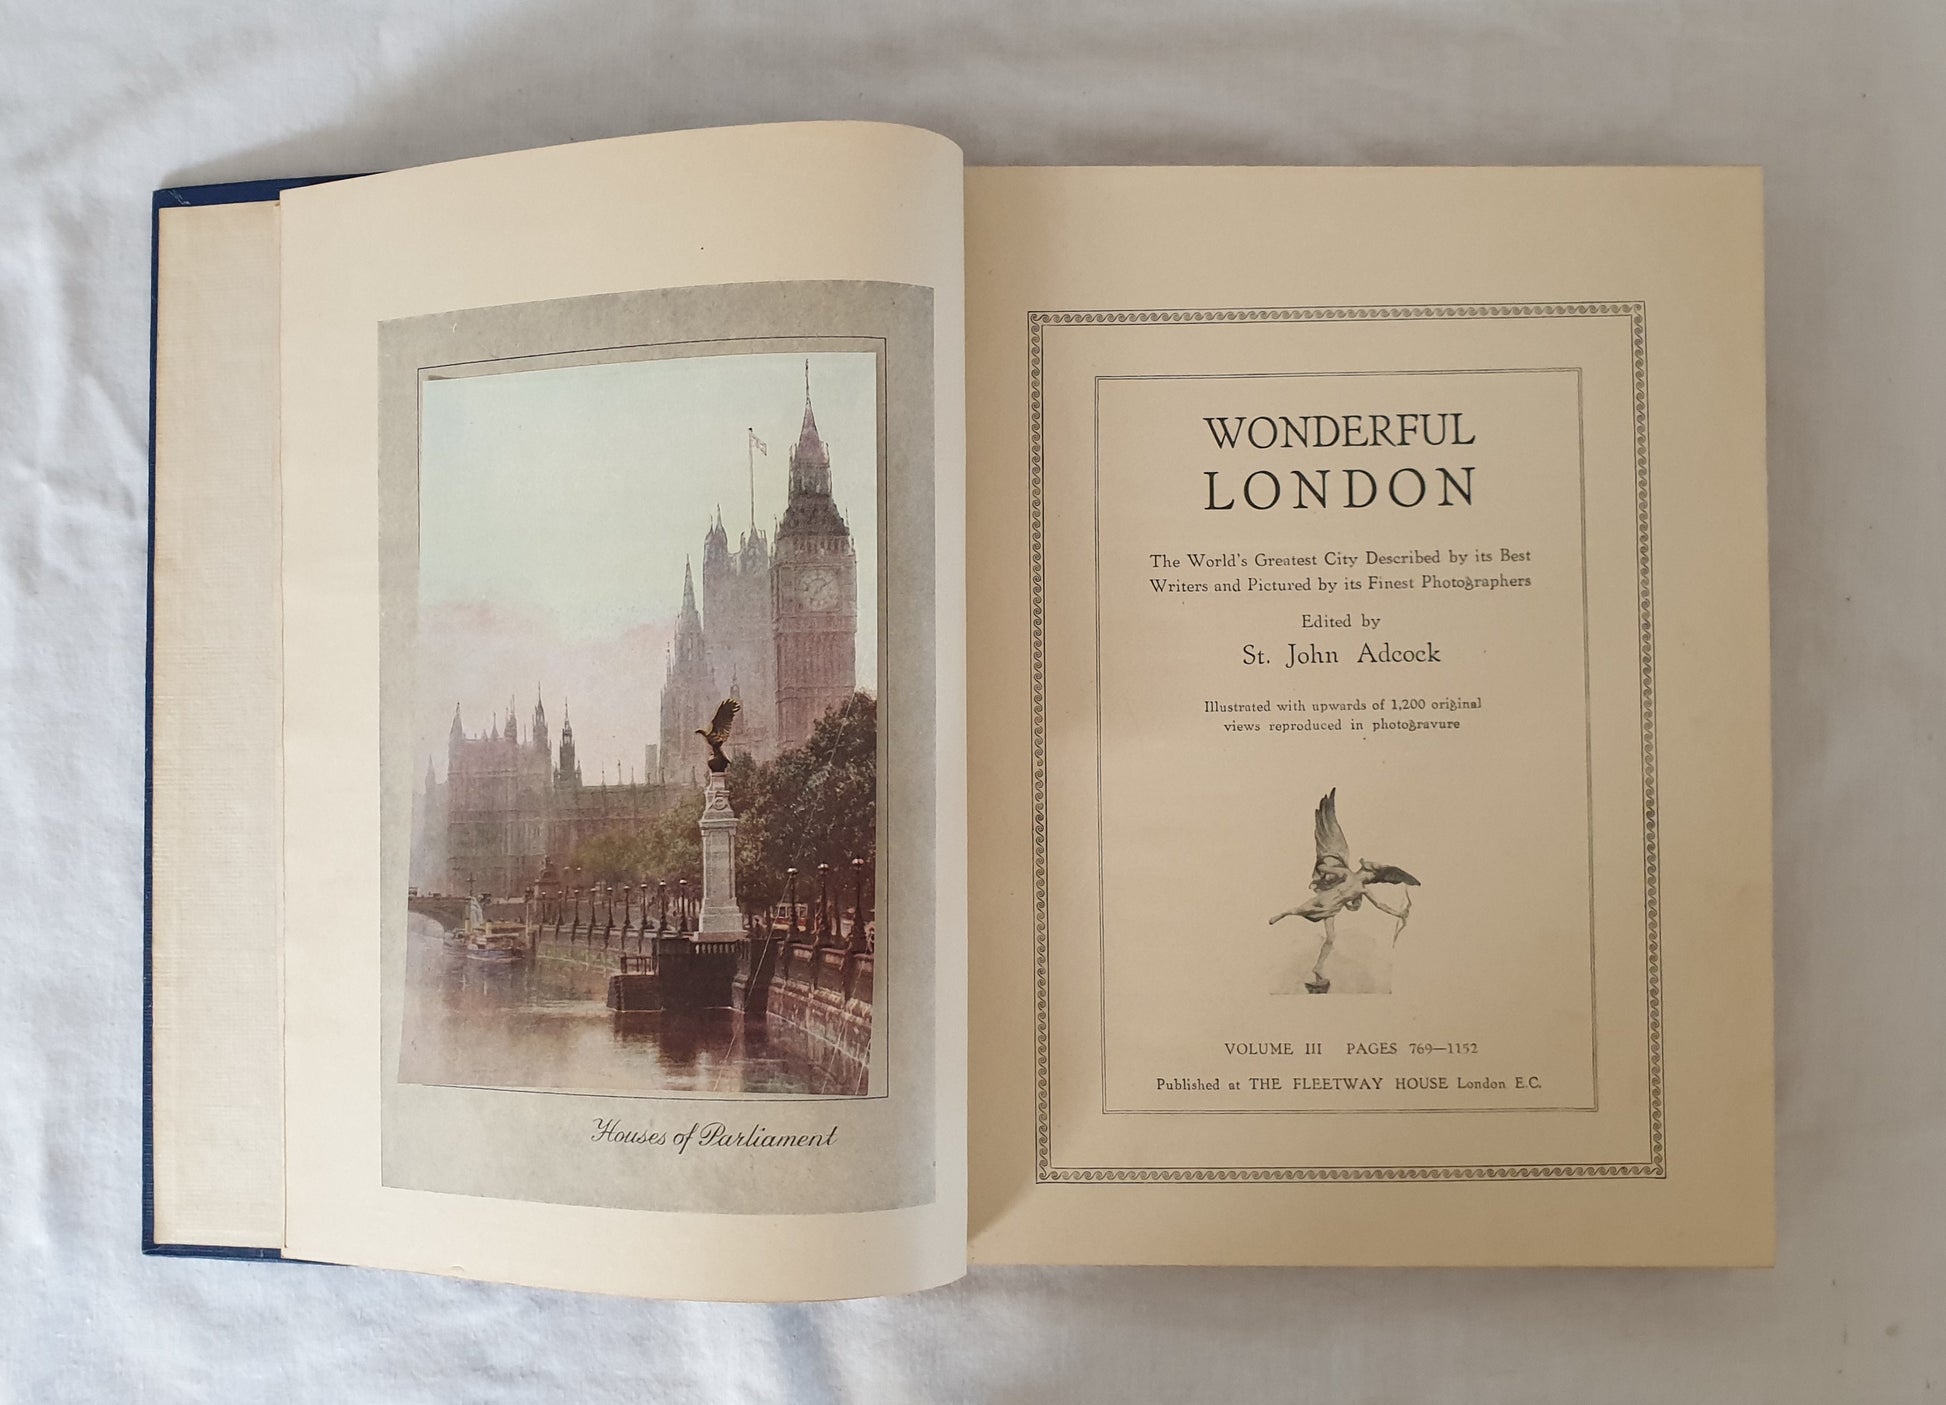 Houses of Parliament
WONDERFUL
LONDON
The World's Greatest City Described by its Best
Writers and Pictured by its Finest Photographers
Edited by
St. John Adcock
Illustrated with upwards of 1,200 original
views reproduced in photogravure
VOLUME III PAGES 769—1152
Published at THE FLEETWAY HOUSE London E.C.